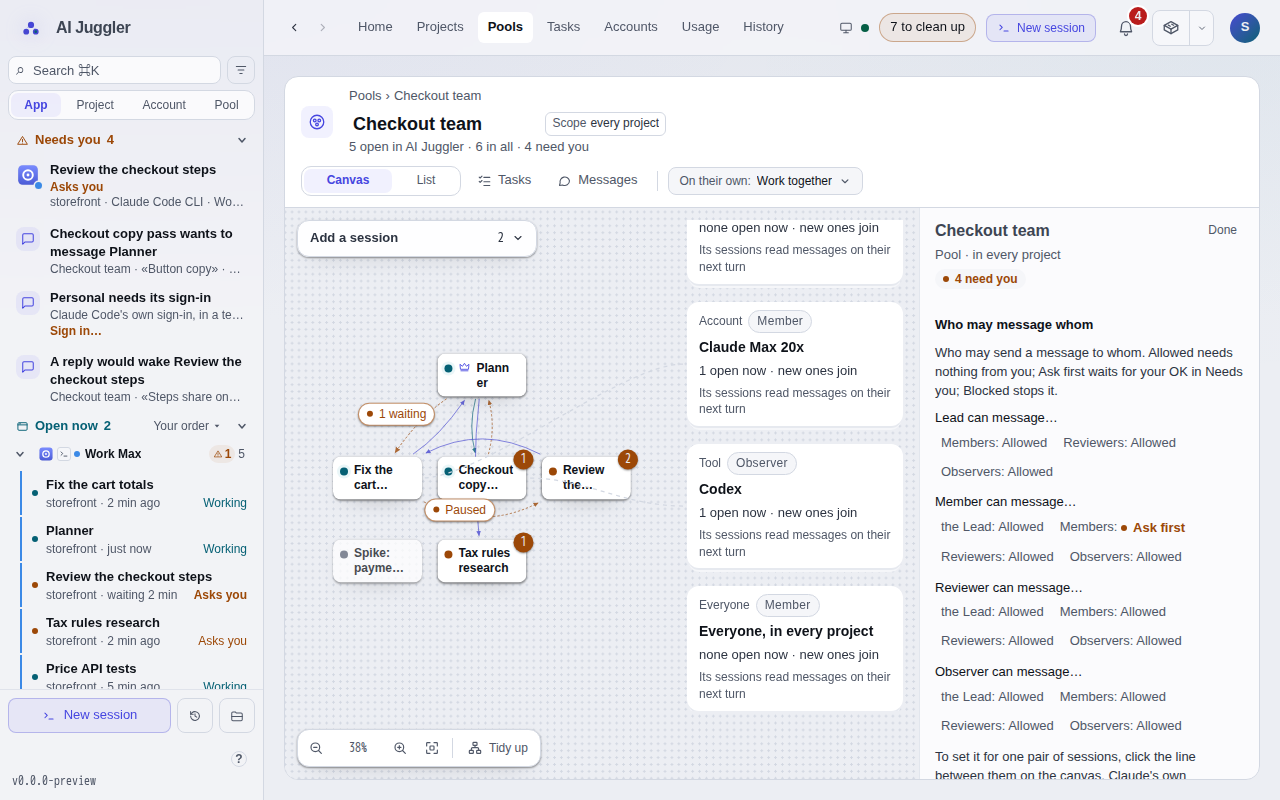 AI Juggler
Search ⌘K
App Project Account Pool
Needs you 4
Review the checkout steps
Asks you
storefront · Claude Code CLI · Wo…
Checkout copy pass wants to
message Planner
Checkout team · «Button copy» · …
Personal needs its sign-in
Claude Code's own sign-in, in a te…
Sign in…
A reply would wake Review the
checkout steps
Checkout team · «Steps share on…
Open now 2 Your order
Work Max 1 5
Fix the cart totals
storefront · 2 min ago Working
Planner
storefront · just now Working
Review the checkout steps
storefront · waiting 2 min Asks you
Tax rules research
storefront · 2 min ago Asks you
Price API tests
storefront · 5 min ago Working
New session
?
v0.0.0-preview
Home Projects Pools Tasks Accounts Usage History
7 to clean up
New session
4
S
Pools › Checkout team
Checkout team
Scope every project
5 open in AI Juggler · 6 in all · 4 need you
Canvas List Tasks Messages
On their own: Work together
Add a session 2
Plann
er
1 waiting
Fix the
cart…
Checkout
copy…
1
Review
the…
2
Paused
Spike:
payme…
Tax rules
research
1
38%
Tidy up
none open now · new ones join
Its sessions read messages on their
next turn
Account Member
Claude Max 20x
1 open now · new ones join
Its sessions read messages on their
next turn
Tool Observer
Codex
1 open now · new ones join
Its sessions read messages on their
next turn
Everyone Member
Everyone, in every project
none open now · new ones join
Its sessions read messages on their
next turn
Checkout team Done
Pool · in every project
4 need you
Who may message whom
Who may send a message to whom. Allowed needs
nothing from you; Ask first waits for your OK in Needs
you; Blocked stops it.
Lead can message…
Members: Allowed Reviewers: Allowed
Observers: Allowed
Member can message…
the Lead: Allowed Members: Ask first
Reviewers: Allowed Observers: Allowed
Reviewer can message…
the Lead: Allowed Members: Allowed
Reviewers: Allowed Observers: Allowed
Observer can message…
the Lead: Allowed Members: Allowed
Reviewers: Allowed Observers: Allowed
To set it for one pair of sessions, click the line
between them on the canvas. Claude's own